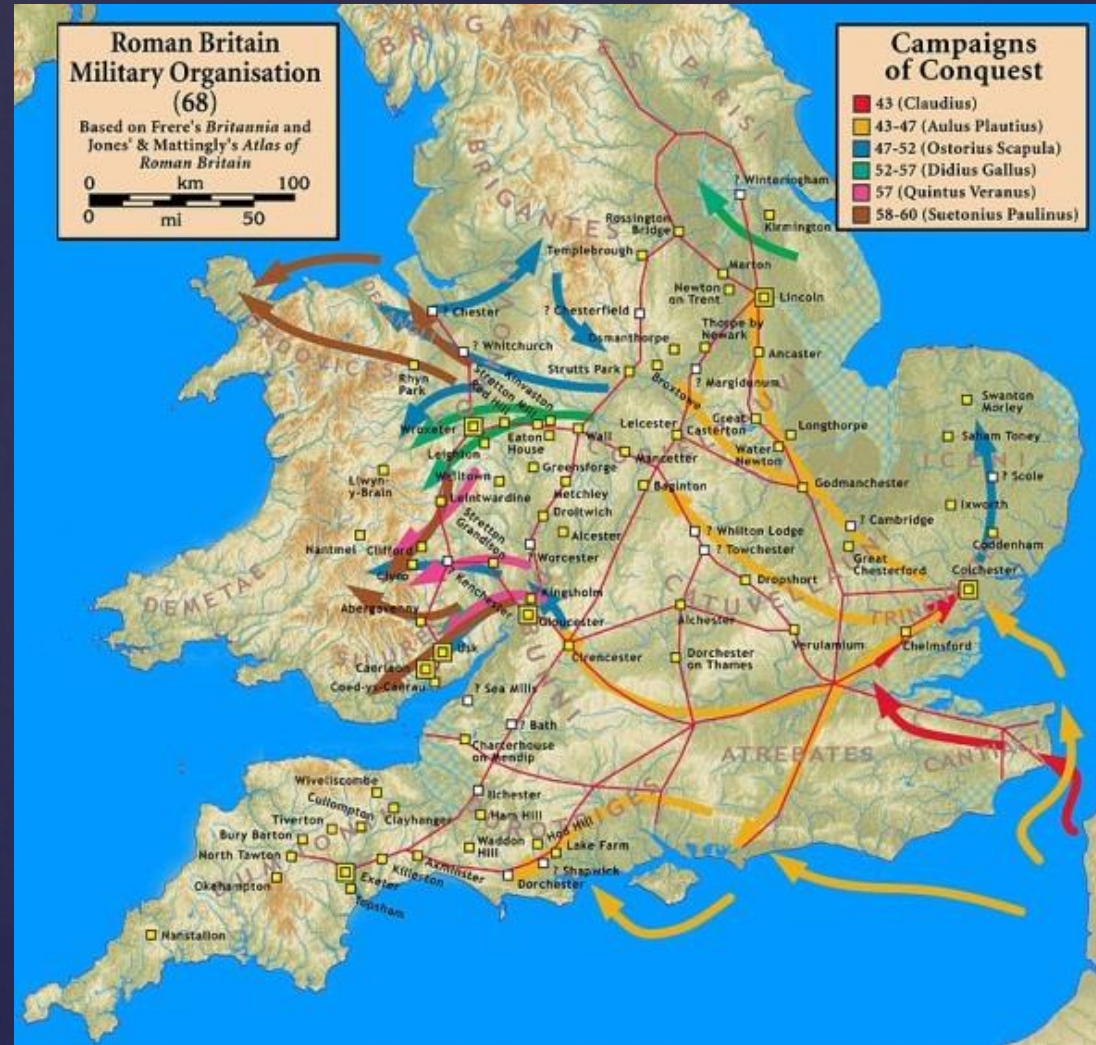 Roman Britain
Military Organisation
(68)
Based on Frere's Britannia and
Jones' & Mattingly's Atlas of
Roman Britain
0 km 100
0 mi 50
Campaigns
of Conquest
43 (Claudius)
43-47 (Aulus Plautius)
47-52 (Ostorius Scapula)
52-57 (Didius Gallus)
57 (Quintus Veranus)
58-60 (Suetonius Paulinus)
BRIGANTES
PARISI
BRIGANTES
? Winteringham
Kirmington
Rossington
Bridge
Templebrough
Marton
Newton
on Trent
Lincoln
? Chester
? Chesterfield
Osmanthorpe
Thorpe by
Newark
Ancaster
ORDOVICES
? Whitchurch
Rhyn
Park
Strutts Park
Broxtowe
? Margidunum
Kinvaston
Stretton Mill
Red Hill
Swanton
Morley
Wroxeter
Eaton
House
Wall
Leicester
Great
Casterton
Longthorpe
Saham Toney
Leighton
Mancetter
Water
Newton
ICENI
? Scole
Llwyn-
y-Brain
Walltown
Greensforge
Metchley
Baginton
Godmanchester
Ixworth
Leintwardine
Droitwich
Alcester
? Whilton Lodge
? Cambridge
Coddenham
Nantmel
Clifford
Stretton
Grandison
? Worcester
? Towchester
Great
Chesterford
Colchester
Clyro
? Kenchester
Dropshort
DEMETAE
CATUVELLANI
Kingsholm
Abergavenny
Gloucester
Alchester
Verulamium
Chelmsford
SILURES
Usk
Cirencester
Dorchester
on Thames
Caerleon
Coed-ys-Caerau
? Sea Mills
? Bath
Charterhouse
on Mendip
ATREBATES
CANTIACI
Wiveliscombe
Ilchester
Cullompton
Clayhanger
Ham Hill
Tiverton
Bury Barton
Waddon
Hill
Hod Hill
Lake Farm
North Tawton
Axminster
? Shapwick
Killeston
Dorchester
Okehampton
Exeter
Topsham
Nanstallon